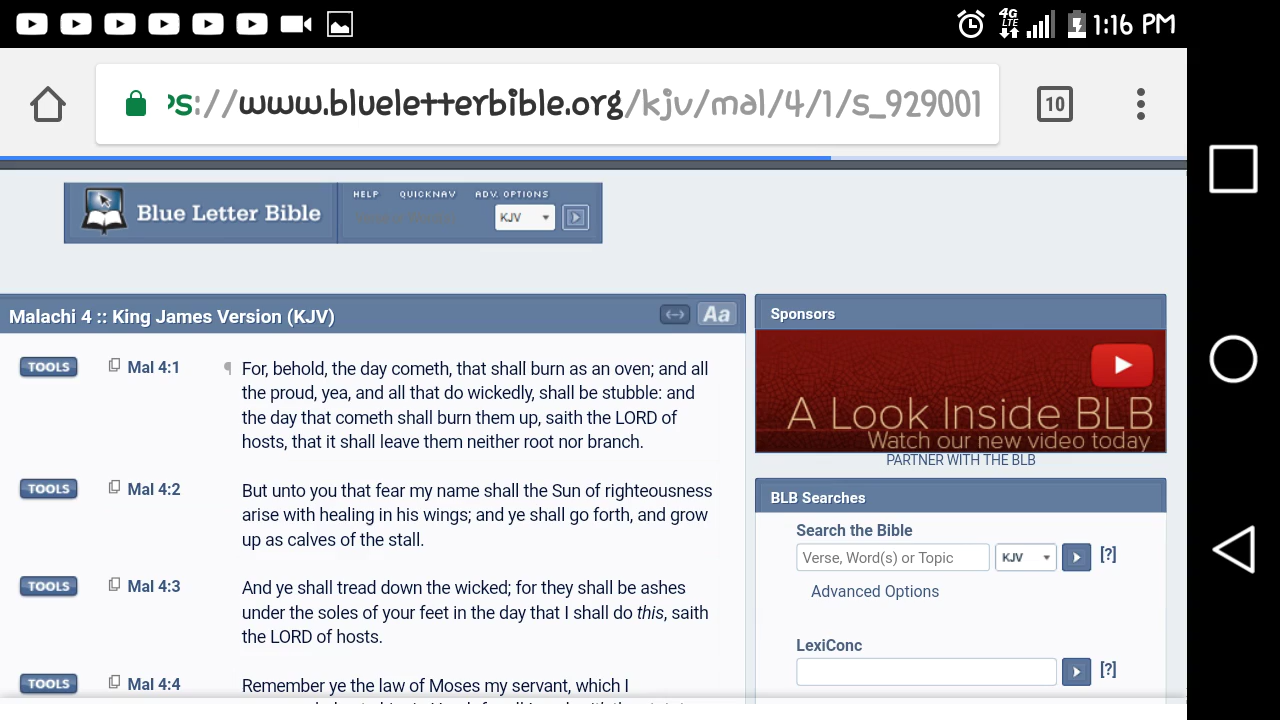 4G
LTE
1:16 PM
ps://www.blueletterbible.org/kjv/mal/4/1/s_929001
10
HELP QUICKNAV ADV. OPTIONS
Blue Letter Bible
KJV
Malachi 4 :: King James Version (KJV)
Aa
TOOLS Mal 4:1 ¶ For, behold, the day cometh, that shall burn as an oven; and all
the proud, yea, and all that do wickedly, shall be stubble: and
the day that cometh shall burn them up, saith the LORD of
hosts, that it shall leave them neither root nor branch.
TOOLS Mal 4:2 But unto you that fear my name shall the Sun of righteousness
arise with healing in his wings; and ye shall go forth, and grow
up as calves of the stall.
TOOLS Mal 4:3 And ye shall tread down the wicked; for they shall be ashes
under the soles of your feet in the day that I shall do this, saith
the LORD of hosts.
TOOLS Mal 4:4 Remember ye the law of Moses my servant, which I
Sponsors
A Look Inside BLB
Watch our new video today
PARTNER WITH THE BLB
BLB Searches
Search the Bible
Verse, Word(s) or Topic KJV [?]
Advanced Options
LexiConc
[?]